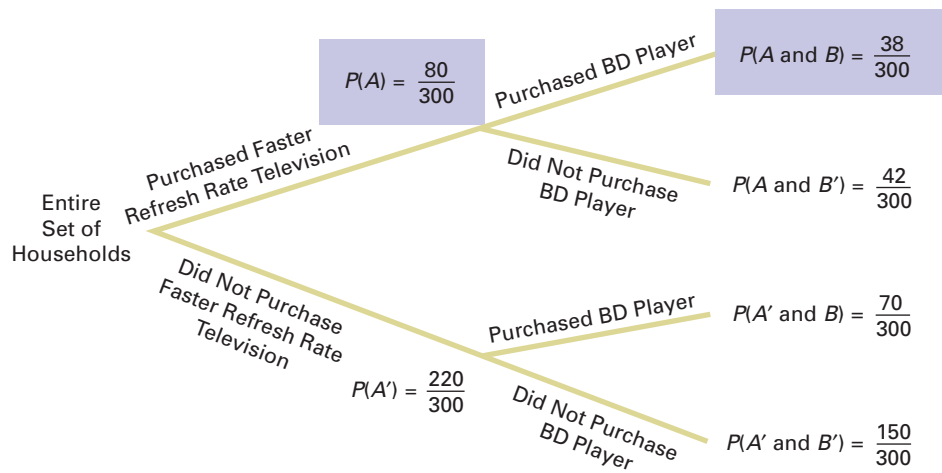 Entire
Set of
Households
Purchased Faster
Refresh Rate Television
P(A) = 80/300
Purchased BD Player
P(A and B) = 38/300
Did Not Purchase
BD Player
P(A and B′) = 42/300
Did Not Purchase
Faster Refresh Rate
Television
P(A′) = 220/300
Purchased BD Player
P(A′ and B) = 70/300
Did Not Purchase
BD Player
P(A′ and B′) = 150/300